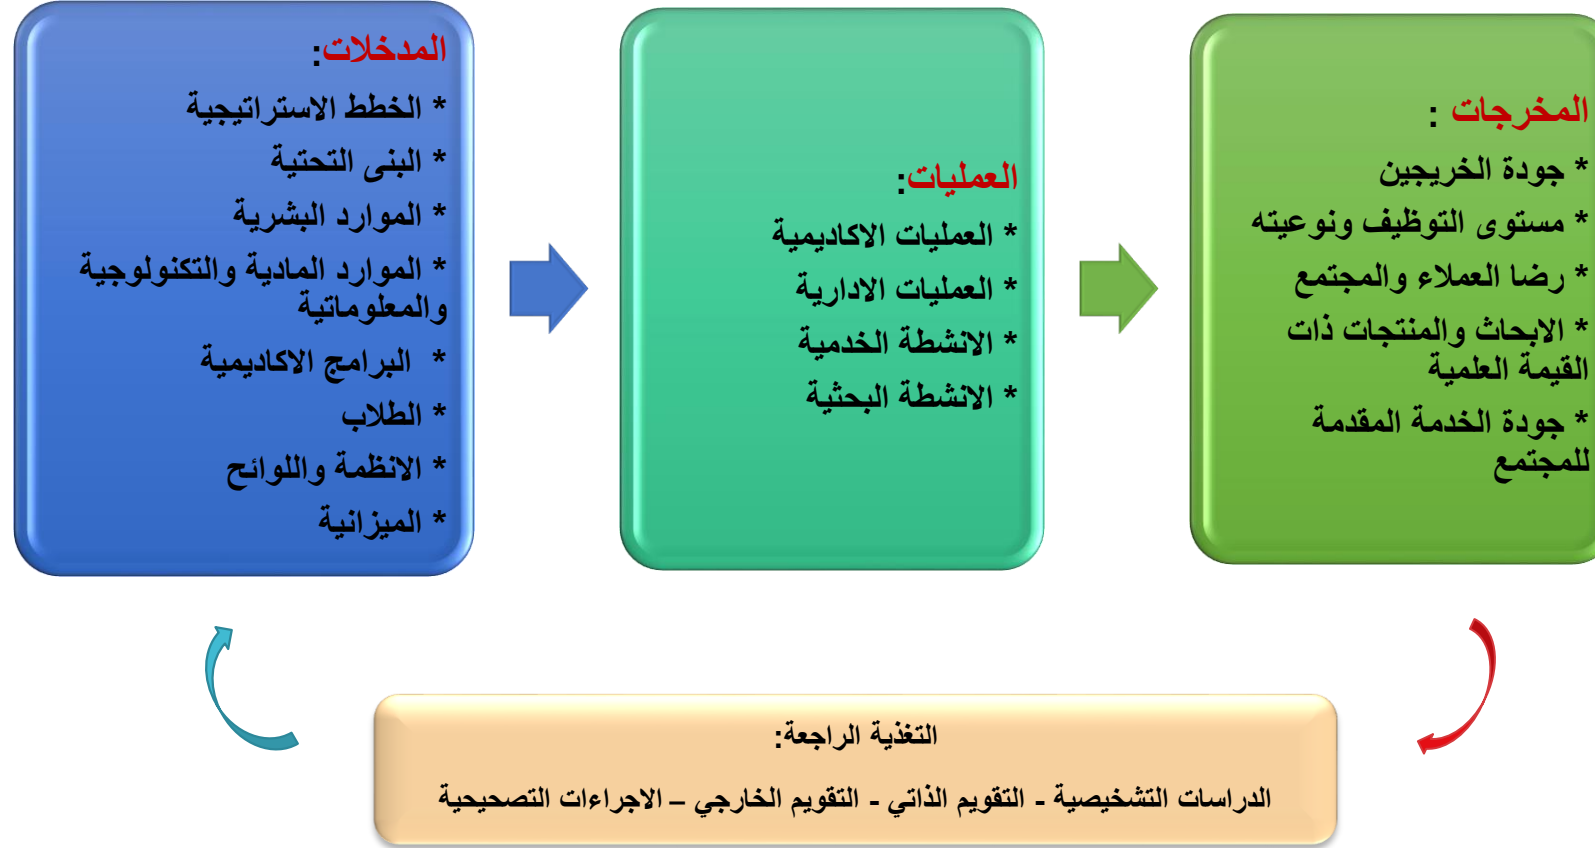 المدخلات:
* الخطط الاستراتيجية
* البنى التحتية
* الموارد البشرية
* الموارد المادية والتكنولوجية
والمعلوماتية
* البرامج الاكاديمية
* الطلاب
* الانظمة واللوائح
* الميزانية
العمليات:
* العمليات الاكاديمية
* العمليات الادارية
* الانشطة الخدمية
* الانشطة البحثية
المخرجات :
* جودة الخريجين
* مستوى التوظيف ونوعيته
* رضا العملاء والمجتمع
* الابحاث والمنتجات ذات
القيمة العلمية
* جودة الخدمة المقدمة
للمجتمع
التغذية الراجعة:
الدراسات التشخيصية - التقويم الذاتي - التقويم الخارجي – الاجراءات التصحيحية